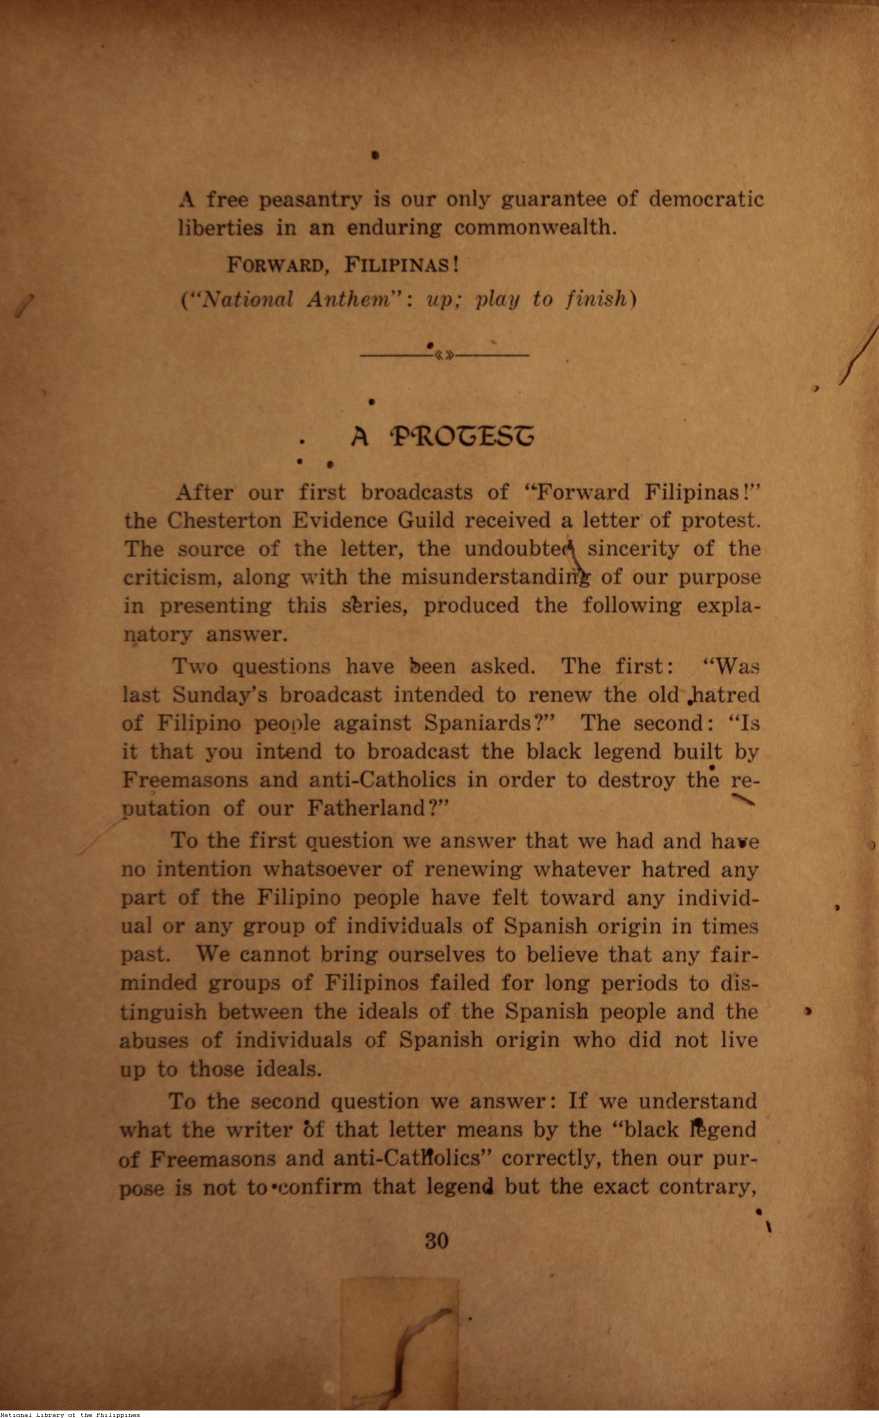 A free peasantry is our only guarantee of democratic
liberties in an enduring commonwealth.
FORWARD, FILIPINAS!
("National Anthem": up; play to finish)
A PROTEST
After our first broadcasts of "Forward Filipinas!"
the Chesterton Evidence Guild received a letter of protest.
The source of the letter, the undoubted sincerity of the
criticism, along with the misunderstanding of our purpose
in presenting this series, produced the following expla-
natory answer.
Two questions have been asked. The first: "Was
last Sunday's broadcast intended to renew the old hatred
of Filipino people against Spaniards?" The second: "Is
it that you intend to broadcast the black legend built by
Freemasons and anti-Catholics in order to destroy the re-
putation of our Fatherland?"
To the first question we answer that we had and have
no intention whatsoever of renewing whatever hatred any
part of the Filipino people have felt toward any individ-
ual or any group of individuals of Spanish origin in times
past. We cannot bring ourselves to believe that any fair-
minded groups of Filipinos failed for long periods to dis-
tinguish between the ideals of the Spanish people and the
abuses of individuals of Spanish origin who did not live
up to those ideals.
To the second question we answer: If we understand
what the writer of that letter means by the "black legend
of Freemasons and anti-Catholics" correctly, then our pur-
pose is not to confirm that legend but the exact contrary,
30
National Library of the Philippines